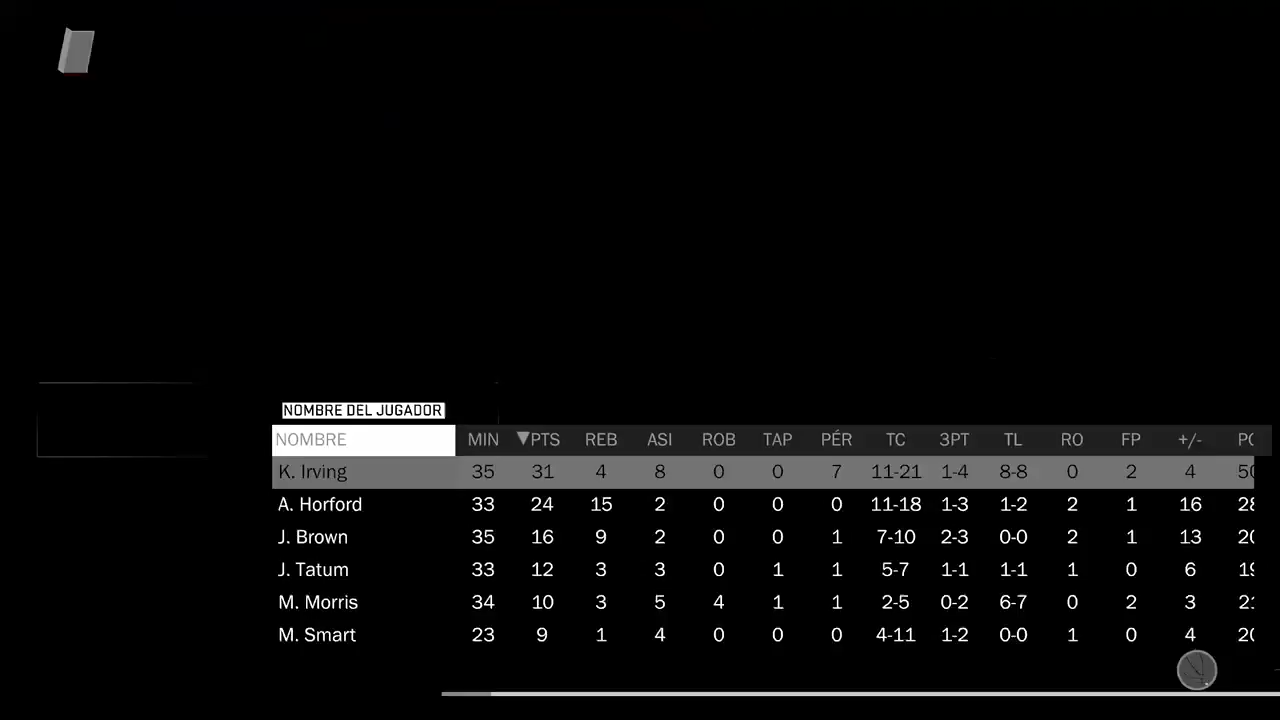 NOMBRE DEL JUGADOR
NOMBRE MIN ▼PTS REB ASI ROB TAP PÉR TC 3PT TL RO FP +/-
K. Irving 35 31 4 8 0 0 7 11-21 1-4 8-8 0 2 4
A. Horford 33 24 15 2 0 0 0 11-18 1-3 1-2 2 1 16
J. Brown 35 16 9 2 0 0 1 7-10 2-3 0-0 2 1 13
J. Tatum 33 12 3 3 0 1 1 5-7 1-1 1-1 1 0 6
M. Morris 34 10 3 5 4 1 1 2-5 0-2 6-7 0 2 3
M. Smart 23 9 1 4 0 0 0 4-11 1-2 0-0 1 0 4